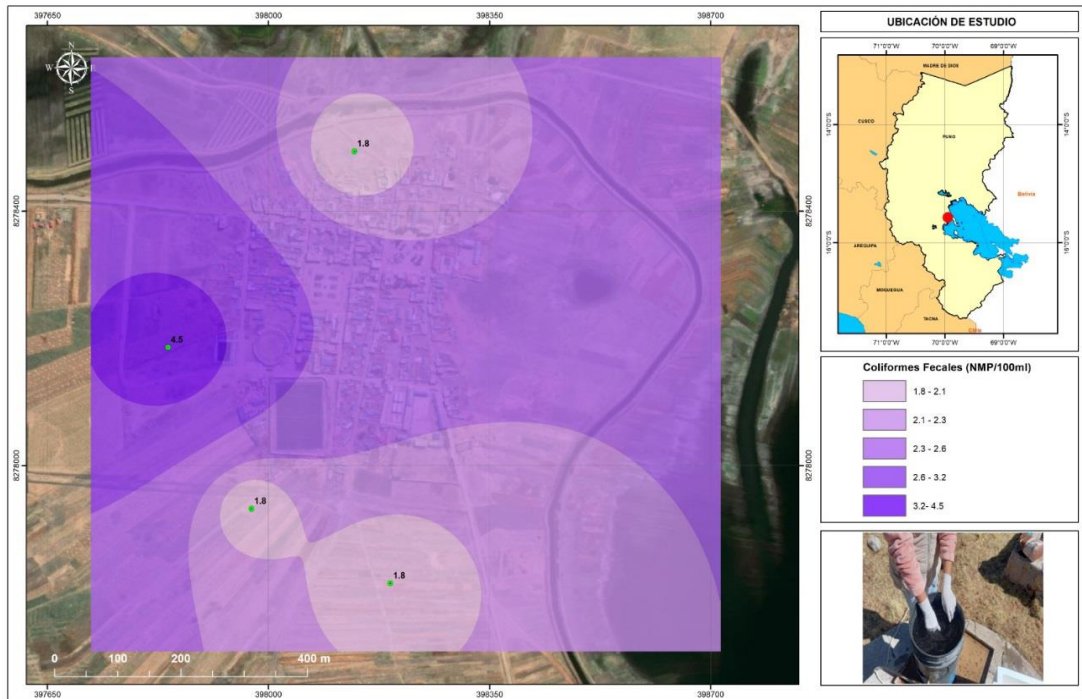 397650 398000 398350 398700
UBICACIÓN DE ESTUDIO
N
W E
S
1.8
8278400 8278400
4.5
8278000 8278000
1.8
1.8
0 100 200 400 m
397650 398000 398350 398700
71°0'0"W 70°0'0"W 69°0'0"W
MADRE DE DIOS
14°0'0"S 14°0'0"S
CUSCO
PUNO
Bolivia
16°0'0"S 16°0'0"S
AREQUIPA
MOQUEGUA
TACNA
Chile
71°0'0"W 70°0'0"W 69°0'0"W
Coliformes Fecales (NMP/100ml)
1.8 - 2.1
2.1 - 2.3
2.3 - 2.6
2.6 - 3.2
3.2- 4.5